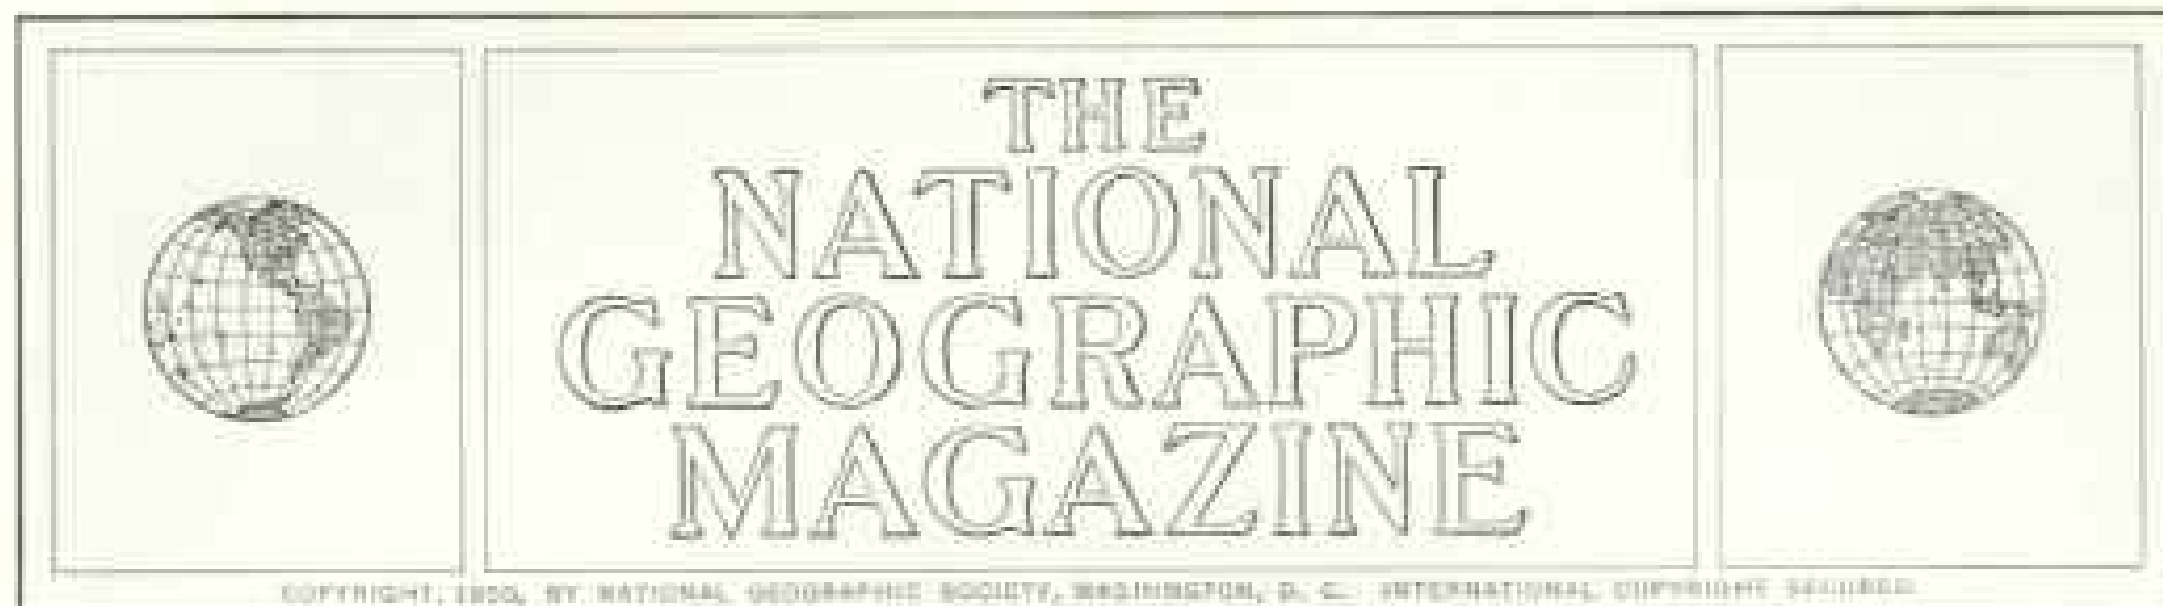 THE
NATIONAL
GEOGRAPHIC
MAGAZINE
COPYRIGHT, BY NATIONAL GEOGRAPHIC SOCIETY, WASHINGTON, D. C. INTERNATIONAL COPYRIGHT SECURED